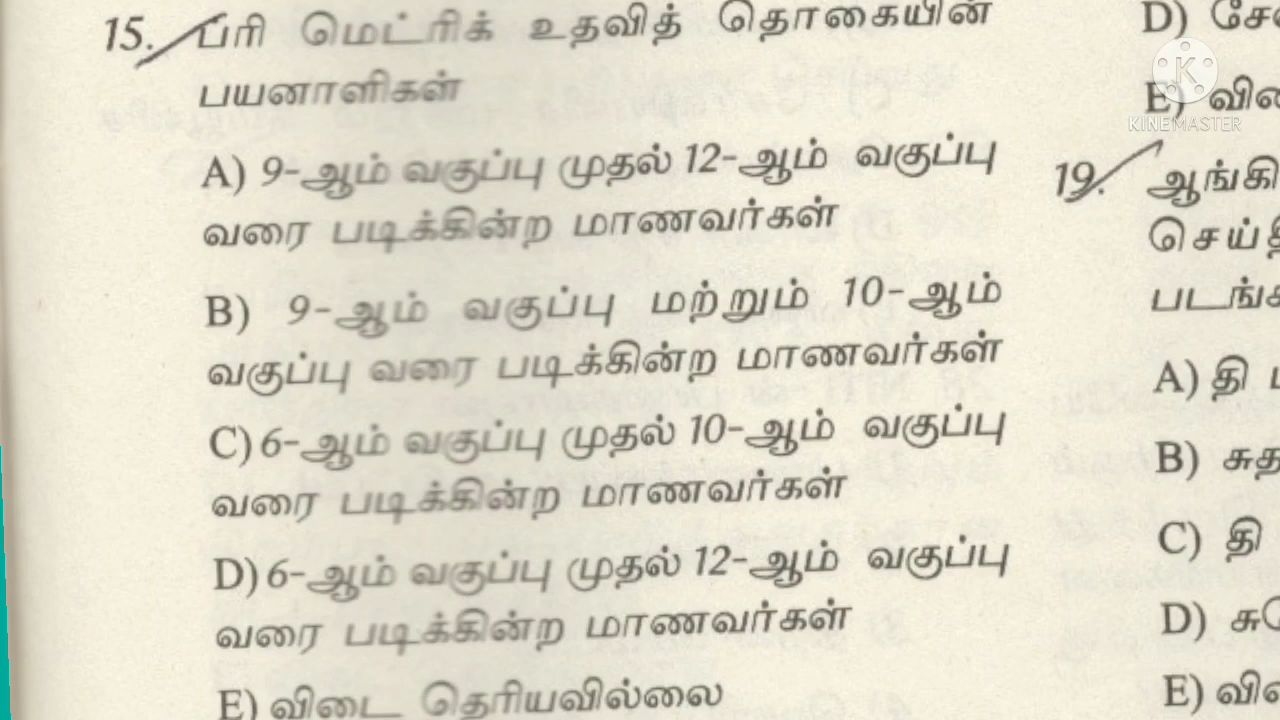 15. ப்ரி மெட்ரிக் உதவித் தொகையின்
பயனாளிகள்
A) 9-ஆம் வகுப்பு முதல் 12-ஆம் வகுப்பு
வரை படிக்கின்ற மாணவர்கள்
B) 9-ஆம் வகுப்பு மற்றும் 10-ஆம்
வகுப்பு வரை படிக்கின்ற மாணவர்கள்
C) 6-ஆம் வகுப்பு முதல் 10-ஆம் வகுப்பு
வரை படிக்கின்ற மாணவர்கள்
D) 6-ஆம் வகுப்பு முதல் 12-ஆம் வகுப்பு
வரை படிக்கின்ற மாணவர்கள்
E) விடை தெரியவில்லை
D)
E)
KINEMASTER
19.
A) தி
B)
C) தி
D)
E)